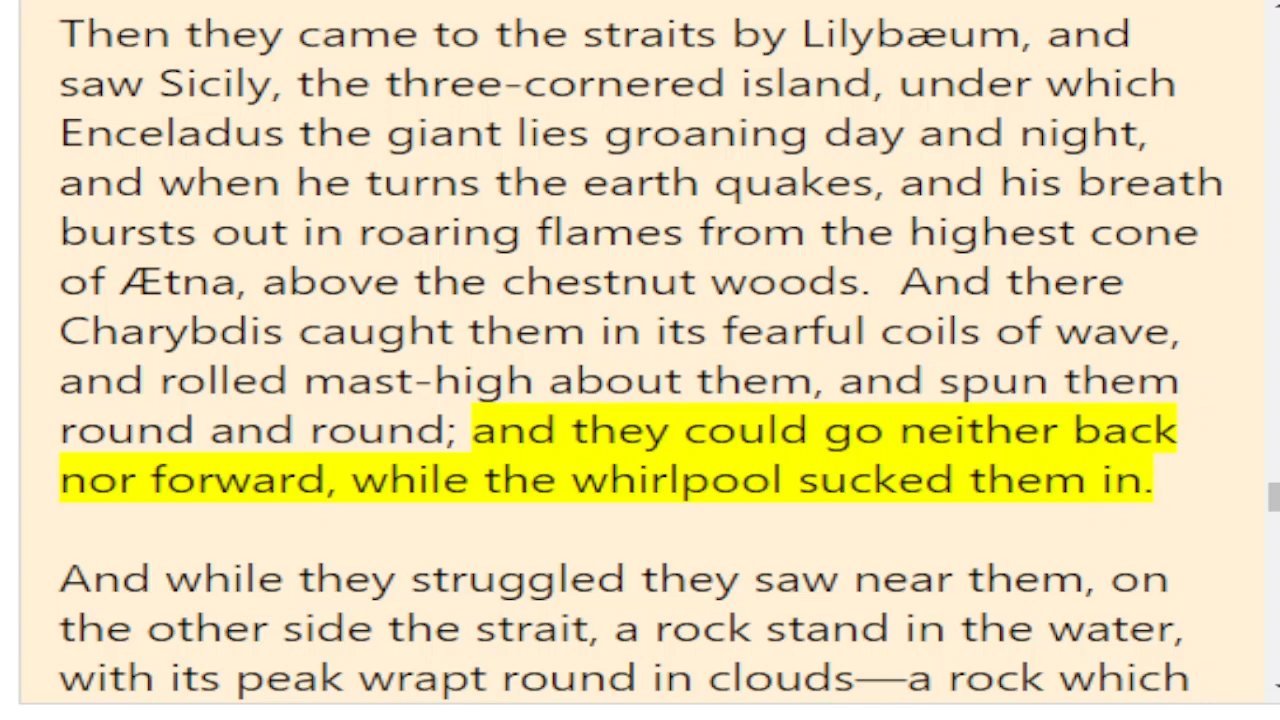 Then they came to the straits by Lilybæum, and
saw Sicily, the three-cornered island, under which
Enceladus the giant lies groaning day and night,
and when he turns the earth quakes, and his breath
bursts out in roaring flames from the highest cone
of Ætna, above the chestnut woods.  And there
Charybdis caught them in its fearful coils of wave,
and rolled mast-high about them, and spun them
round and round; and they could go neither back
nor forward, while the whirlpool sucked them in.
And while they struggled they saw near them, on
the other side the strait, a rock stand in the water,
with its peak wrapt round in clouds—a rock which